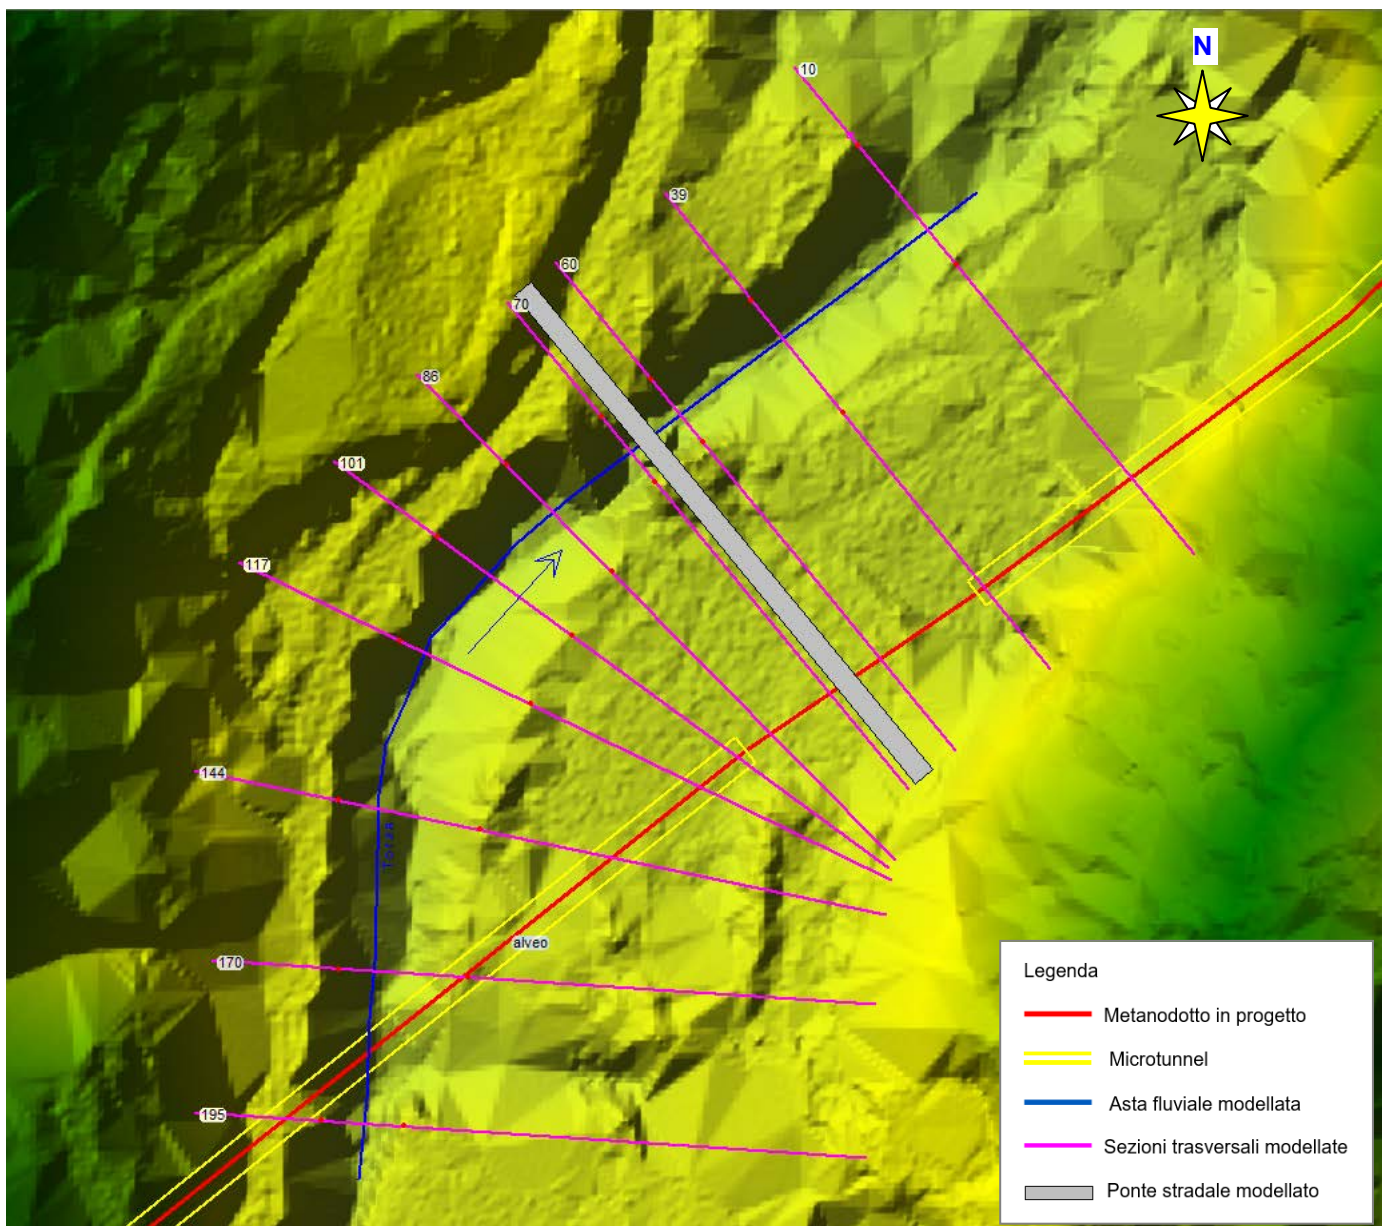 N
10
39
60
70
86
101
117
144
170
alveo
195
Legenda
Metanodotto in progetto
Microtunnel
Asta fluviale modellata
Sezioni trasversali modellate
Ponte stradale modellato